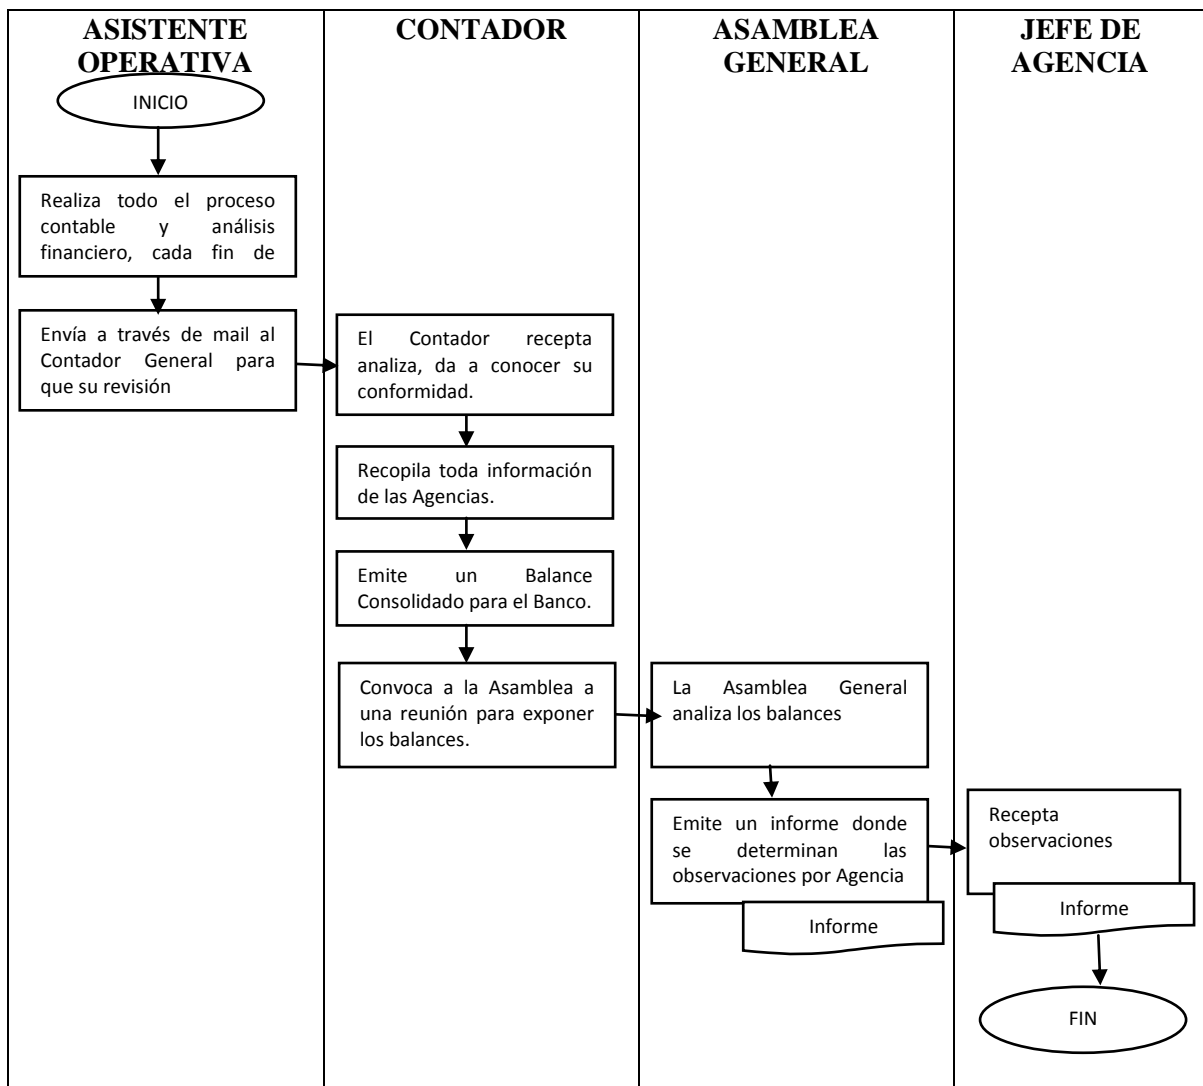 ASISTENTE
OPERATIVA
CONTADOR
ASAMBLEA
GENERAL
JEFE DE
AGENCIA
INICIO
Realiza todo el proceso
contable y análisis
financiero, cada fin de
Envía a través de mail al
Contador General para
que su revisión
El Contador recepta
analiza, da a conocer su
conformidad.
Recopila toda información
de las Agencias.
Emite un Balance
Consolidado para el Banco.
Convoca a la Asamblea a
una reunión para exponer
los balances.
La Asamblea General
analiza los balances
Emite un informe donde
se determinan las
observaciones por Agencia
Informe
Recepta
observaciones
Informe
FIN